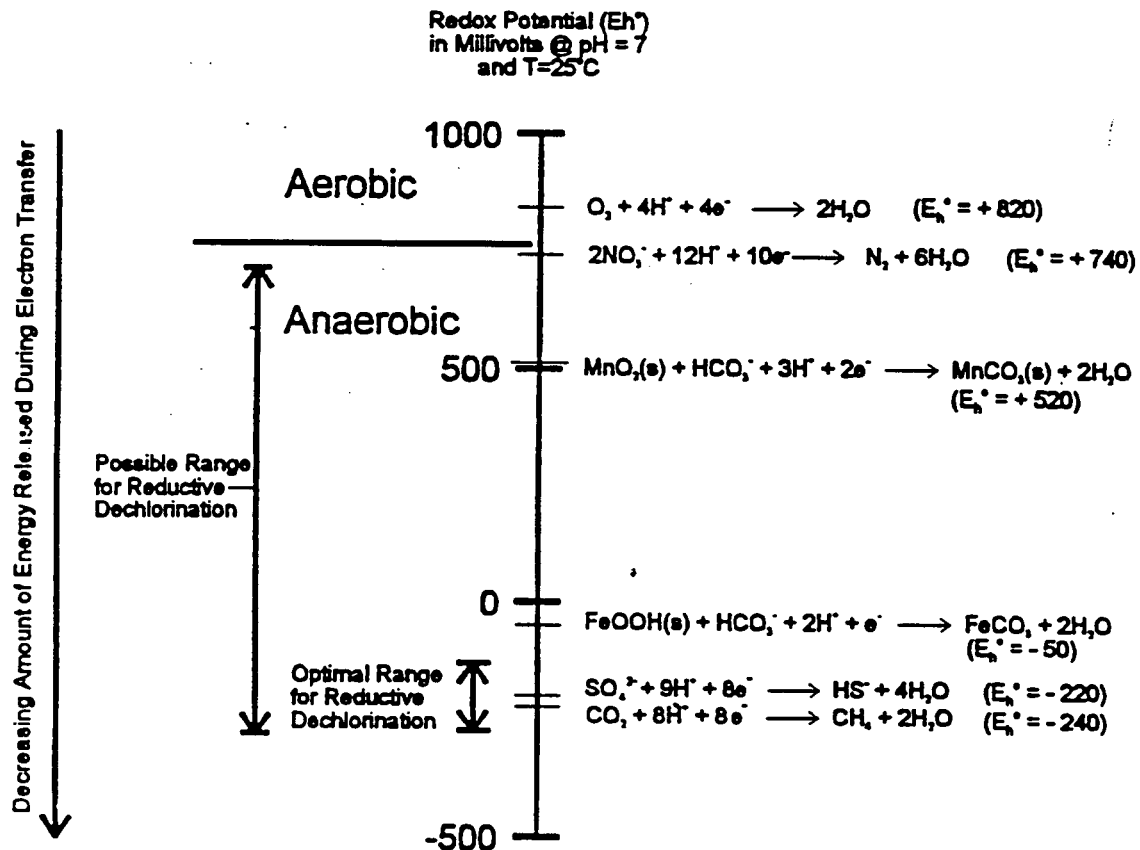 Redox Potential (Eh°)
in Millivolts @ pH = 7
and T=25°C
Decreasing Amount of Energy Released During Electron Transfer
1000
Aerobic
O₂ + 4H⁺ + 4e⁻ → 2H₂O (Eₕ° = + 820)
2NO₃⁻ + 12H⁺ + 10e⁻ → N₂ + 6H₂O (Eₕ° = + 740)
Anaerobic
500
MnO₂(s) + HCO₃⁻ + 3H⁺ + 2e⁻ → MnCO₃(s) + 2H₂O
(Eₕ° = + 520)
Possible Range
for Reductive
Dechlorination
0
FeOOH(s) + HCO₃⁻ + 2H⁺ + e⁻ → FeCO₃ + 2H₂O
(Eₕ° = - 50)
Optimal Range
for Reductive
Dechlorination
SO₄²⁻ + 9H⁺ + 8e⁻ → HS⁻ + 4H₂O (Eₕ° = - 220)
CO₂ + 8H⁺ + 8e⁻ → CH₄ + 2H₂O (Eₕ° = - 240)
-500